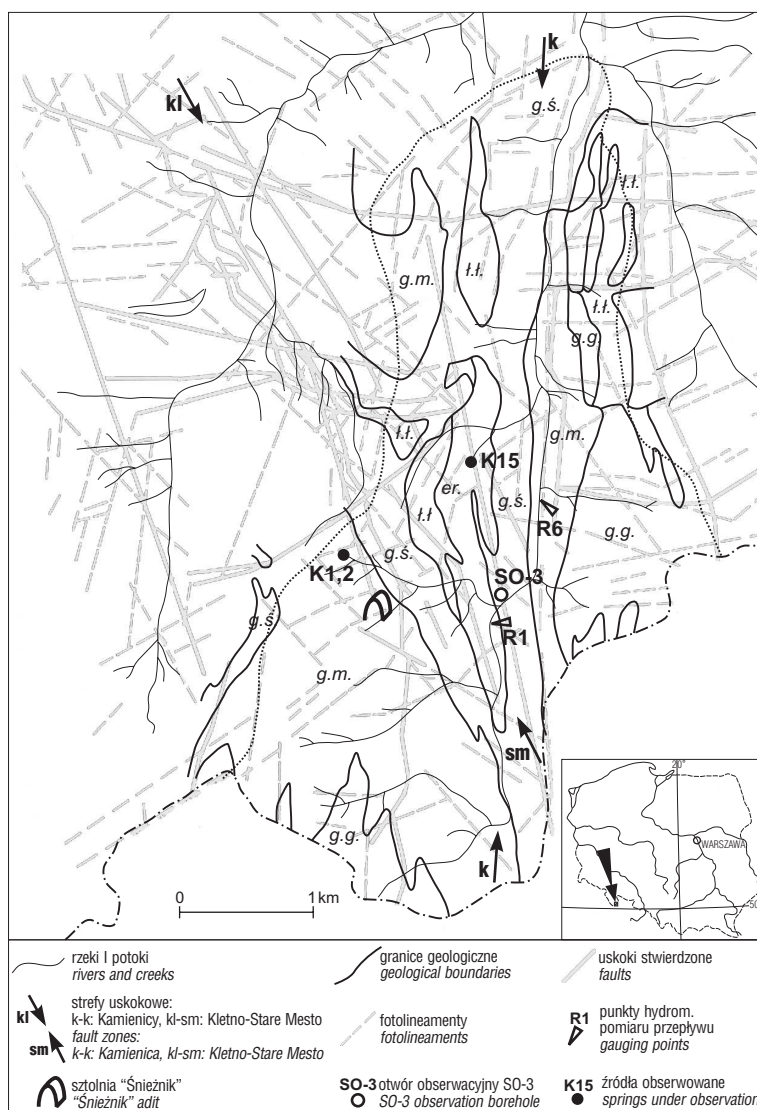 k
kl
g.ś.
ł.ł.
g.m.
ł.ł.
ł.ł.
g.g.
ł.ł.
g.m.
K15
er.
ł.ł
g.ś.
R6
g.g.
g.ś.
K1,2
SO-3
g.ś
R1
g.m.
sm
g.g.
k
0 1 km
20°
WARSZAWA
50
rzeki I potoki
rivers and creeks
granice geologiczne
geological boundaries
uskoki stwierdzone
faults
kl
sm
strefy uskokowe:
k-k: Kamienicy, kl-sm: Kletno-Stare Mesto
fault zones:
k-k: Kamienica, kl-sm: Kletno-Stare Mesto
fotolineamenty
fotolineaments
R1
punkty hydrom.
pomiaru przepływu
gauging points
sztolnia "Śnieżnik"
"Śnieżnik" adit
SO-3 otwór obserwacyjny SO-3
SO-3 observation borehole
K15 źródła obserwowane
springs under observation